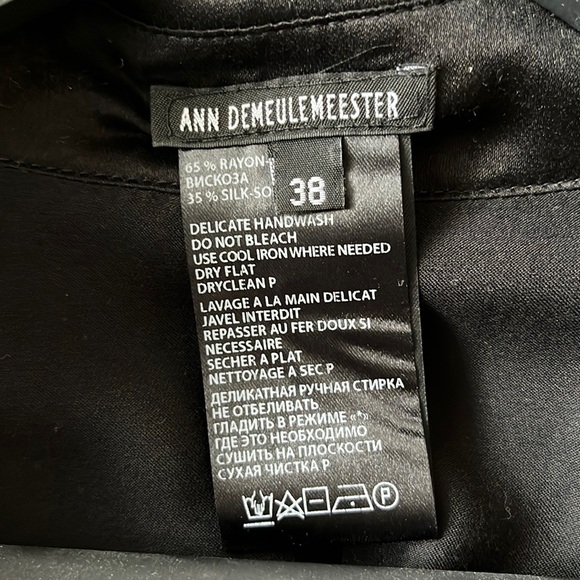 ANN DEMEULEMEESTER
65 % RAYON-
ВИСКОЗА
35 % SILK-SO
38
DELICATE HANDWASH
DO NOT BLEACH
USE COOL IRON WHERE NEEDED
DRY FLAT
DRYCLEAN P
LAVAGE A LA MAIN DELICAT
JAVEL INTERDIT
REPASSER AU FER DOUX SI
NECESSAIRE
SECHER A PLAT
NETTOYAGE A SEC P
ДЕЛИКАТНАЯ РУЧНАЯ СТИРКА
НЕ ОТБЕЛИВАТЬ
ГЛАДИТЬ В РЕЖИМЕ «*»
ГДЕ ЭТО НЕОБХОДИМО
СУШИТЬ НА ПЛОСКОСТИ
СУХАЯ ЧИСТКА P
P